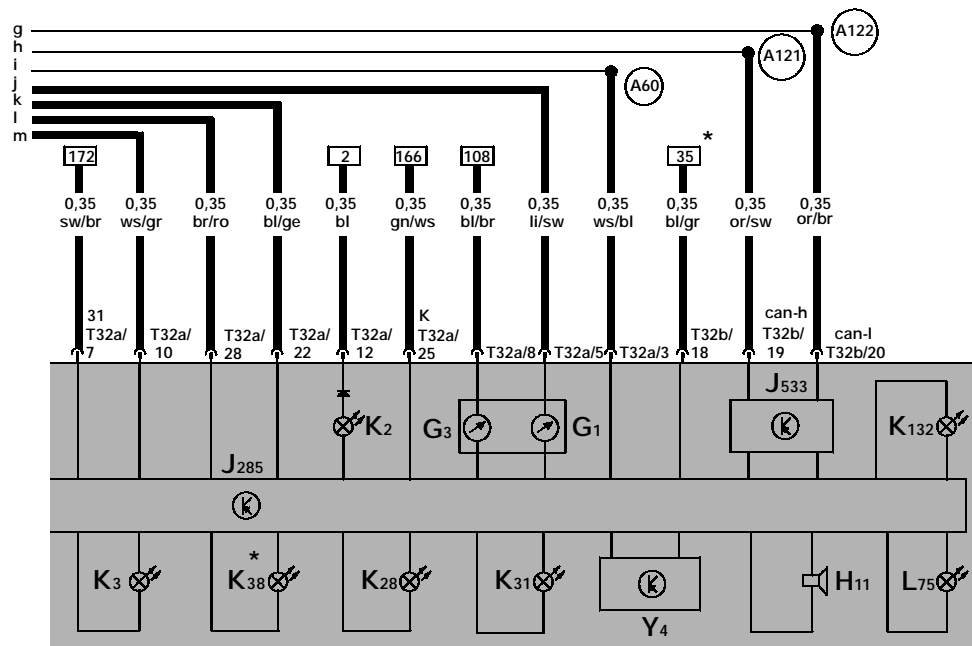 g
h
i
j
k
l
m
A122
A121
A60
*
172
2
166
108
35
0,35 0,35 0,35 0,35 0,35 0,35 0,35 0,35 0,35 0,35 0,35 0,35
sw/br ws/gr br/ro bl/ge bl gn/ws bl/br li/sw ws/bl bl/gr or/sw or/br
31
T32a/
7
T32a/
10
T32a/
28
T32a/
22
T32a/
12
K
T32a/
25
T32a/8
T32a/5
T32a/3
T32b/
18
can-h
T32b/
19
can-l
T32b/20
J533
K2
G3
G1
K132
J285
K3
*
K38
K28
K31
Y4
H11
L75